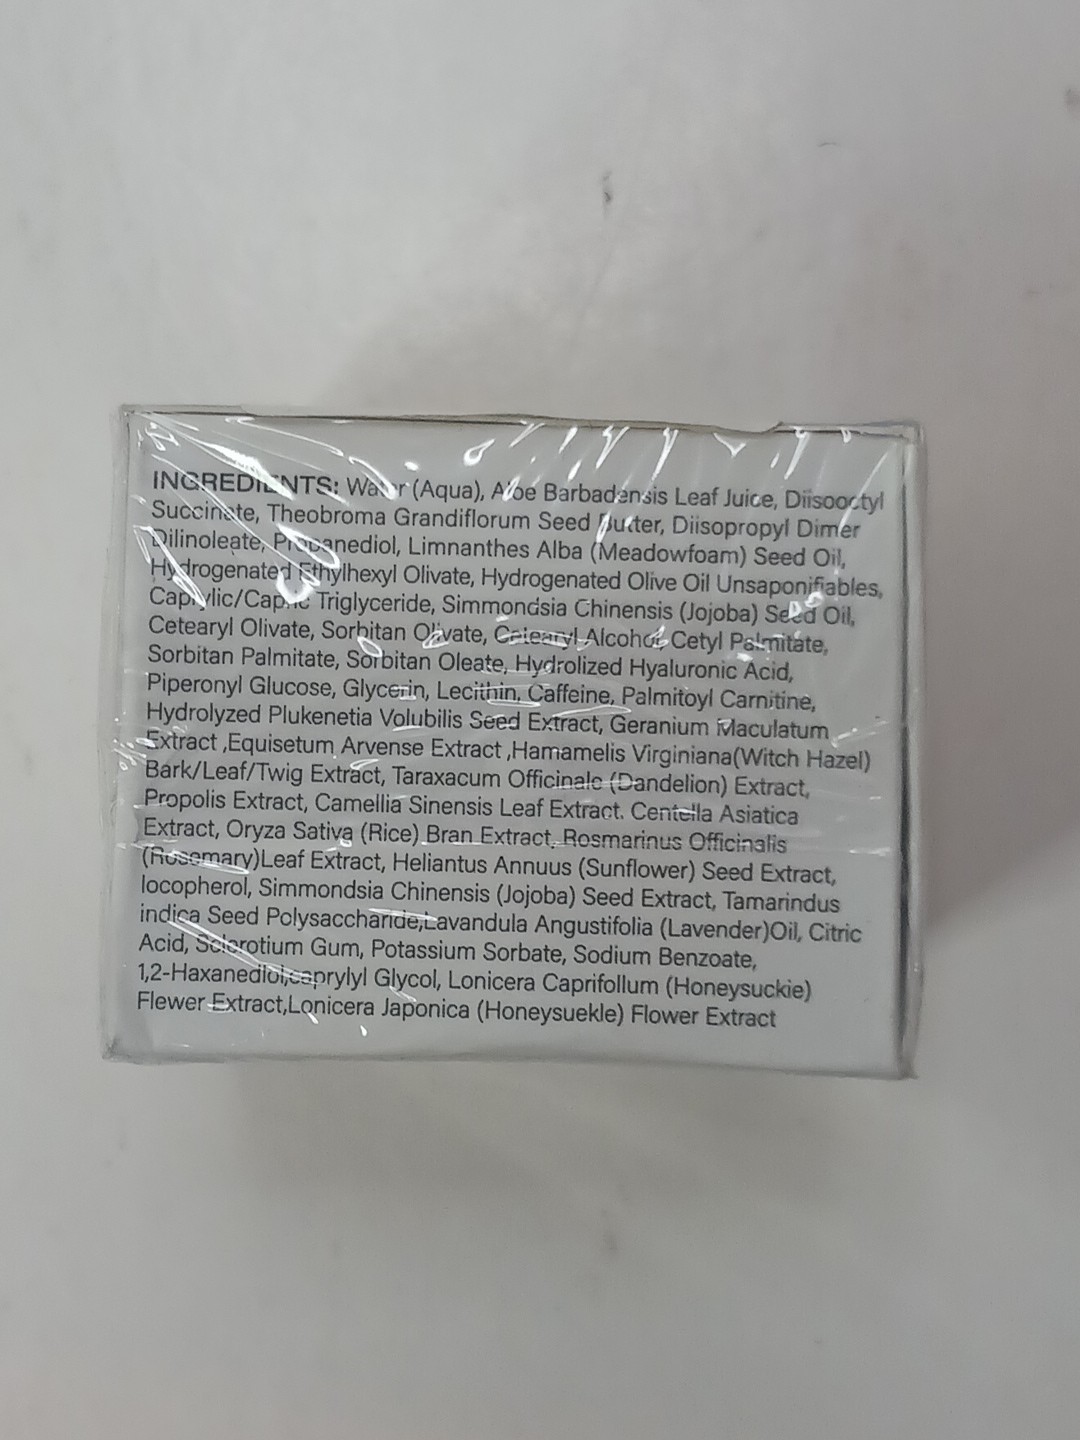 INGREDIENTS: Water (Aqua), Aloe Barbadensis Leaf Juice, Diisooctyl
Succinate, Theobroma Grandiflorum Seed Butter, Diisopropyl Dimer
Dilinoleate, Propanediol, Limnanthes Alba (Meadowfoam) Seed Oil,
Hydrogenated Ethylhexyl Olivate, Hydrogenated Olive Oil Unsaponifiables,
Caprylic/Capric Triglyceride, Simmondsia Chinensis (Jojoba) Seed Oil,
Cetearyl Olivate, Sorbitan Olivate, Cetearyl Alcohol, Cetyl Palmitate,
Sorbitan Palmitate, Sorbitan Oleate, Hydrolized Hyaluronic Acid,
Piperonyl Glucose, Glycerin, Lecithin, Caffeine, Palmitoyl Carnitine,
Hydrolyzed Plukenetia Volubilis Seed Extract, Geranium Maculatum
Extract ,Equisetum Arvense Extract ,Hamamelis Virginiana(Witch Hazel)
Bark/Leaf/Twig Extract, Taraxacum Officinale (Dandelion) Extract,
Propolis Extract, Camellia Sinensis Leaf Extract. Centella Asiatica
Extract, Oryza Sativa (Rice) Bran Extract, Rosmarinus Officinalis
(Rosemary)Leaf Extract, Heliantus Annuus (Sunflower) Seed Extract,
locopherol, Simmondsia Chinensis (Jojoba) Seed Extract, Tamarindus
indica Seed Polysaccharide,Lavandula Angustifolia (Lavender)Oil, Citric
Acid, Sclerotium Gum, Potassium Sorbate, Sodium Benzoate,
1,2-Haxanediol,caprylyl Glycol, Lonicera Caprifollum (Honeysuckie)
Flewer Extract,Lonicera Japonica (Honeysuekle) Flower Extract